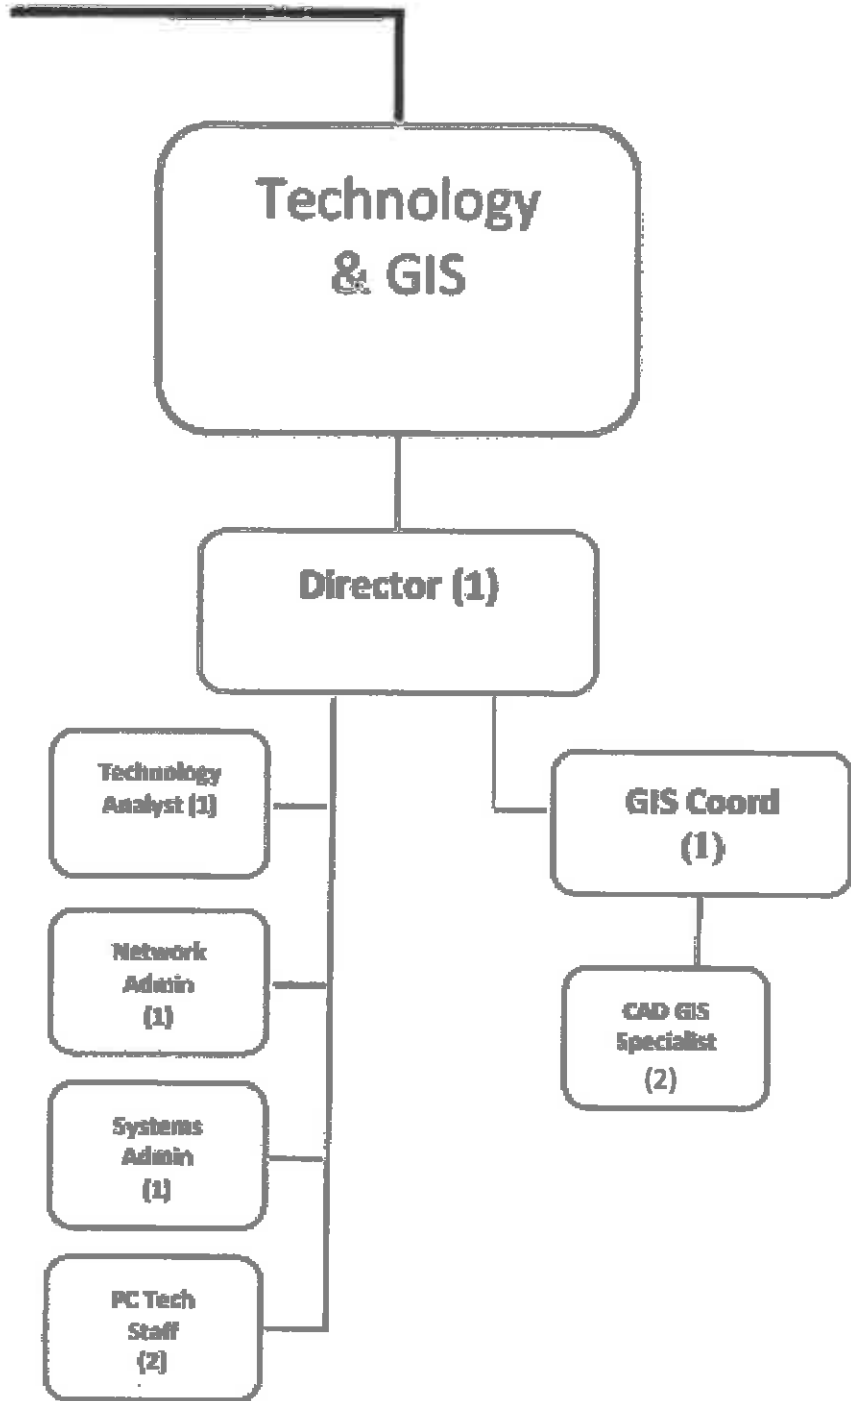 Technology
& GIS
Director (1)
Technology
Analyst (1)
GIS Coord
(1)
Network
Admin
(1)
CAD GIS
Specialist
(2)
Systems
Admin
(1)
PC Tech
Staff
(2)